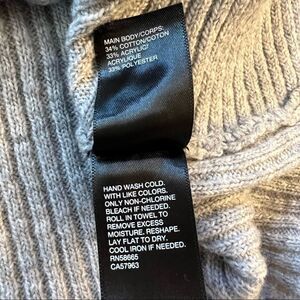 MAIN BODY/CORPS:
34% COTTON/COTON
33% ACRYLIC/
ACRYLIQUE
33% POLYESTER
HAND WASH COLD.
WITH LIKE COLORS.
ONLY NON-CHLORINE
BLEACH IF NEEDED.
ROLL IN TOWEL TO
REMOVE EXCESS
MOISTURE. RESHAPE.
LAY FLAT TO DRY.
COOL IRON IF NEEDED.
RN58665
CA57963